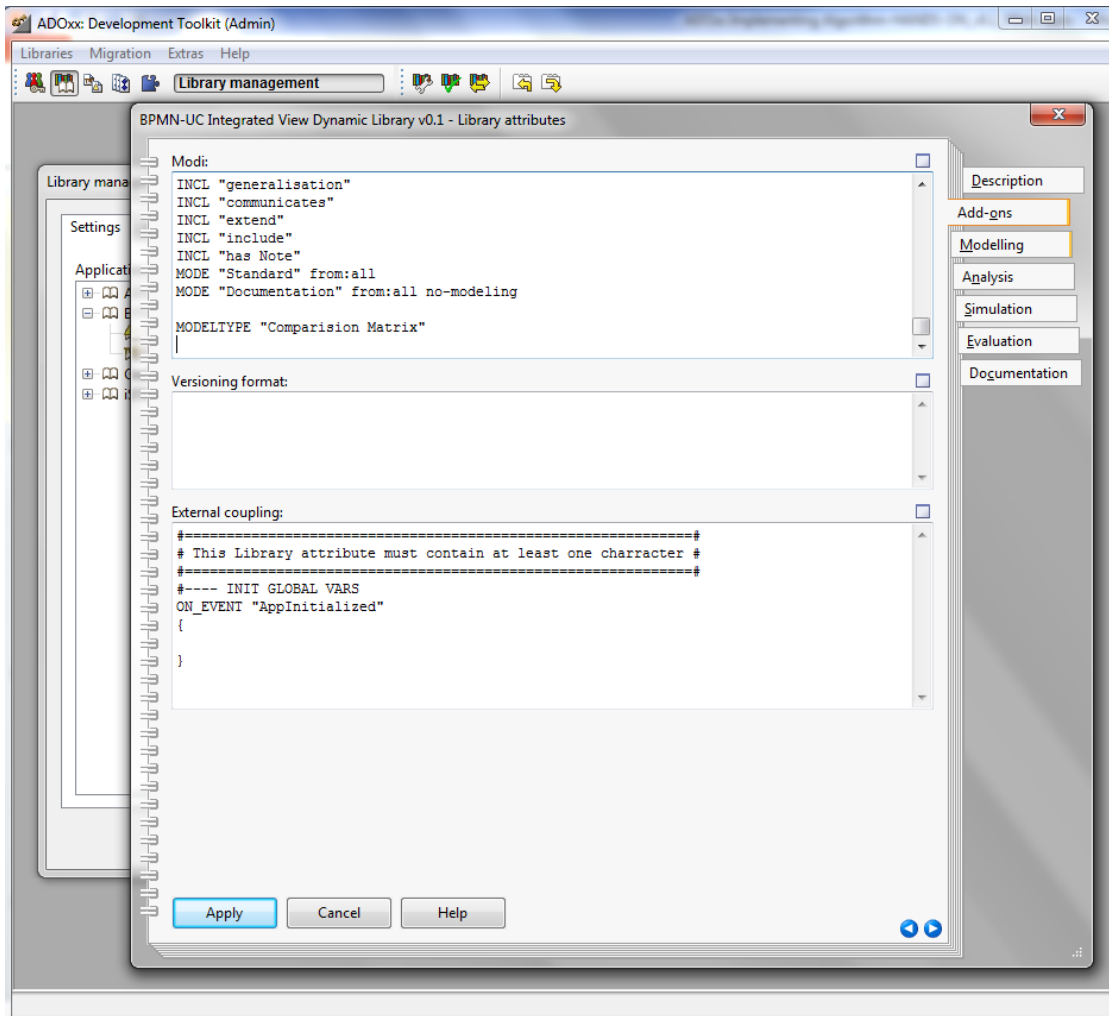 ADOxx: Development Toolkit (Admin)
Libraries Migration Extras Help
Library management
BPMN-UC Integrated View Dynamic Library v0.1 - Library attributes
Library mana
Settings
Applicati
Modi:
INCL "generalisation"
INCL "communicates"
INCL "extend"
INCL "include"
INCL "has Note"
MODE "Standard" from:all
MODE "Documentation" from:all no-modeling
MODELTYPE "Comparision Matrix"
Versioning format:
External coupling:
#==============================================================#
# This Library attribute must contain at least one charracter #
#==============================================================#
#---- INIT GLOBAL VARS
ON_EVENT "AppInitialized"
{
}
Apply Cancel Help
Description
Add-ons
Modelling
Analysis
Simulation
Evaluation
Documentation